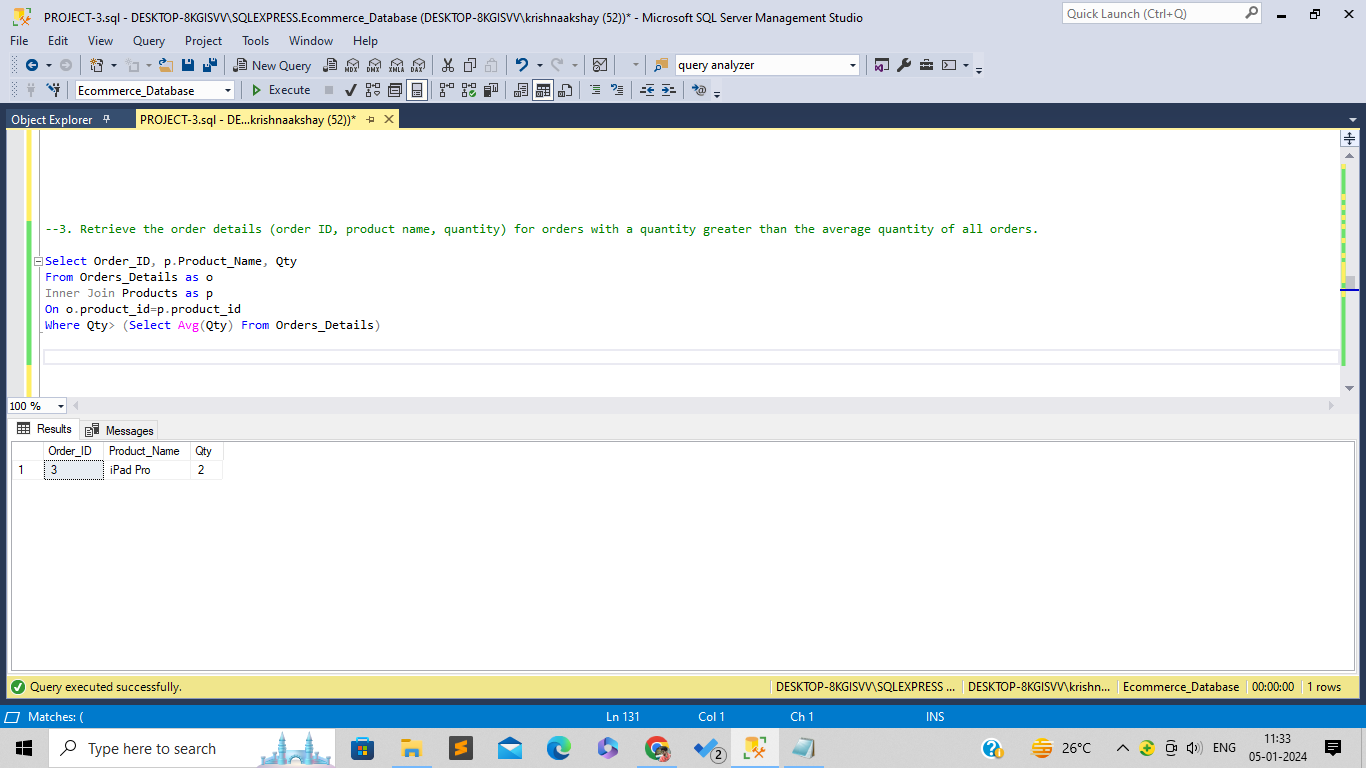 PROJECT-3.sql - DESKTOP-8KGISVV\SQLEXPRESS.Ecommerce_Database (DESKTOP-8KGISVV\krishnaakshay (52))* - Microsoft SQL Server Management Studio
Quick Launch (Ctrl+Q)
File Edit View Query Project Tools Window Help
New Query MDX DMX XMLA DAX query analyzer
Ecommerce_Database Execute
Object Explorer PROJECT-3.sql - DE...krishnaakshay (52))*
--3. Retrieve the order details (order ID, product name, quantity) for orders with a quantity greater than the average quantity of all orders.
Select Order_ID, p.Product_Name, Qty
From Orders_Details as o
Inner Join Products as p
On o.product_id=p.product_id
Where Qty> (Select Avg(Qty) From Orders_Details)
100 %
Results Messages
Order_ID Product_Name Qty
1 3 iPad Pro 2
Query executed successfully. DESKTOP-8KGISVV\SQLEXPRESS ... DESKTOP-8KGISVV\krishn... Ecommerce_Database 00:00:00 1 rows
Matches: ( Ln 131 Col 1 Ch 1 INS
Type here to search 2 26°C ENG 11:33
05-01-2024